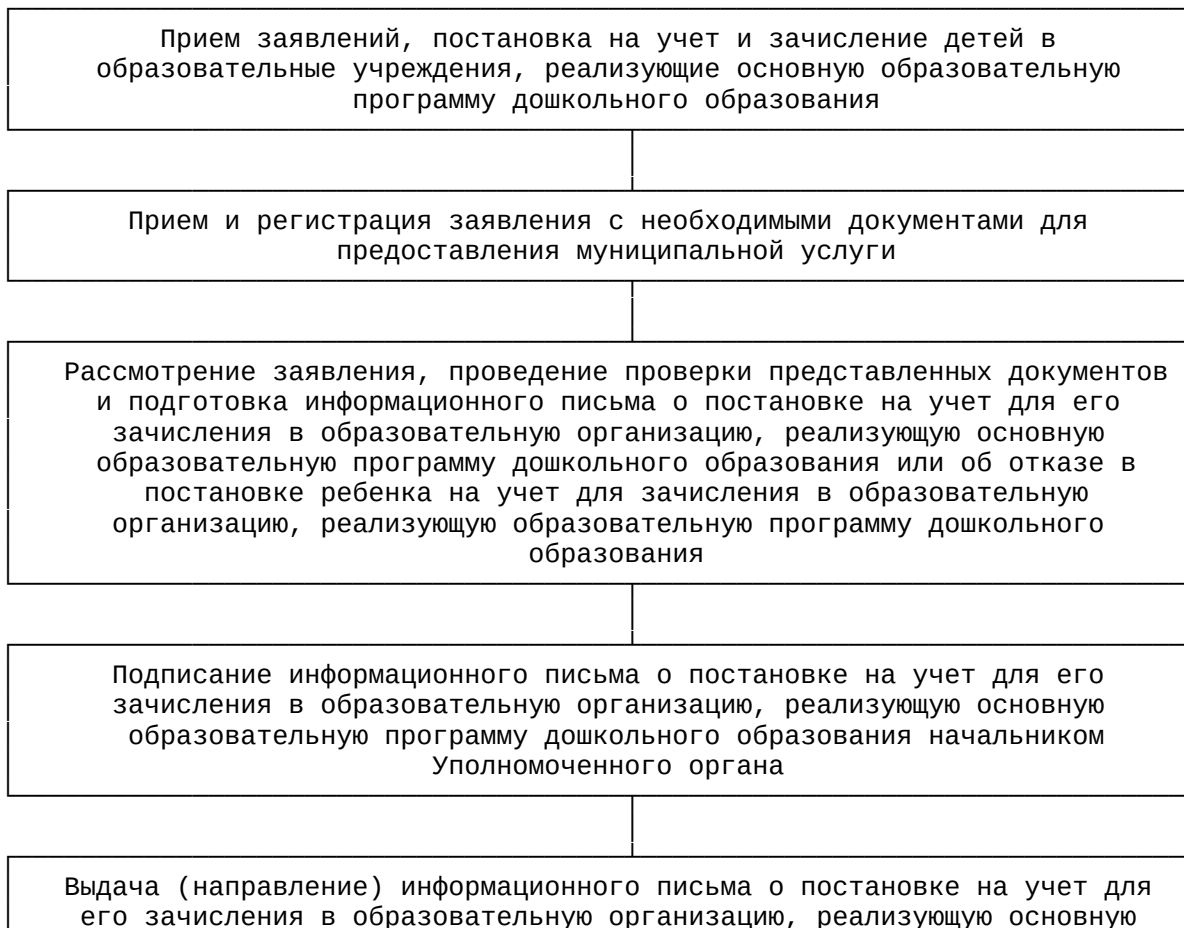 Прием заявлений, постановка на учет и зачисление детей в
образовательные учреждения, реализующие основную образовательную
программу дошкольного образования
Прием и регистрация заявления с необходимыми документами для
предоставления муниципальной услуги
Рассмотрение заявления, проведение проверки представленных документов
и подготовка информационного письма о постановке на учет для его
зачисления в образовательную организацию, реализующую основную
образовательную программу дошкольного образования или об отказе в
постановке ребенка на учет для зачисления в образовательную
организацию, реализующую образовательную программу дошкольного
образования
Подписание информационного письма о постановке на учет для его
зачисления в образовательную организацию, реализующую основную
образовательную программу дошкольного образования начальником
Уполномоченного органа
Выдача (направление) информационного письма о постановке на учет для
его зачисления в образовательную организацию, реализующую основную